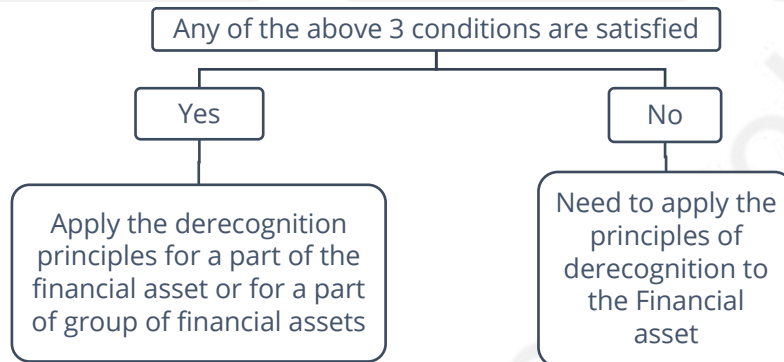 Any of the above 3 conditions are satisfied
Yes
No
Apply the derecognition
principles for a part of the
financial asset or for a part
of group of financial assets
Need to apply the
principles of
derecognition to
the Financial
asset